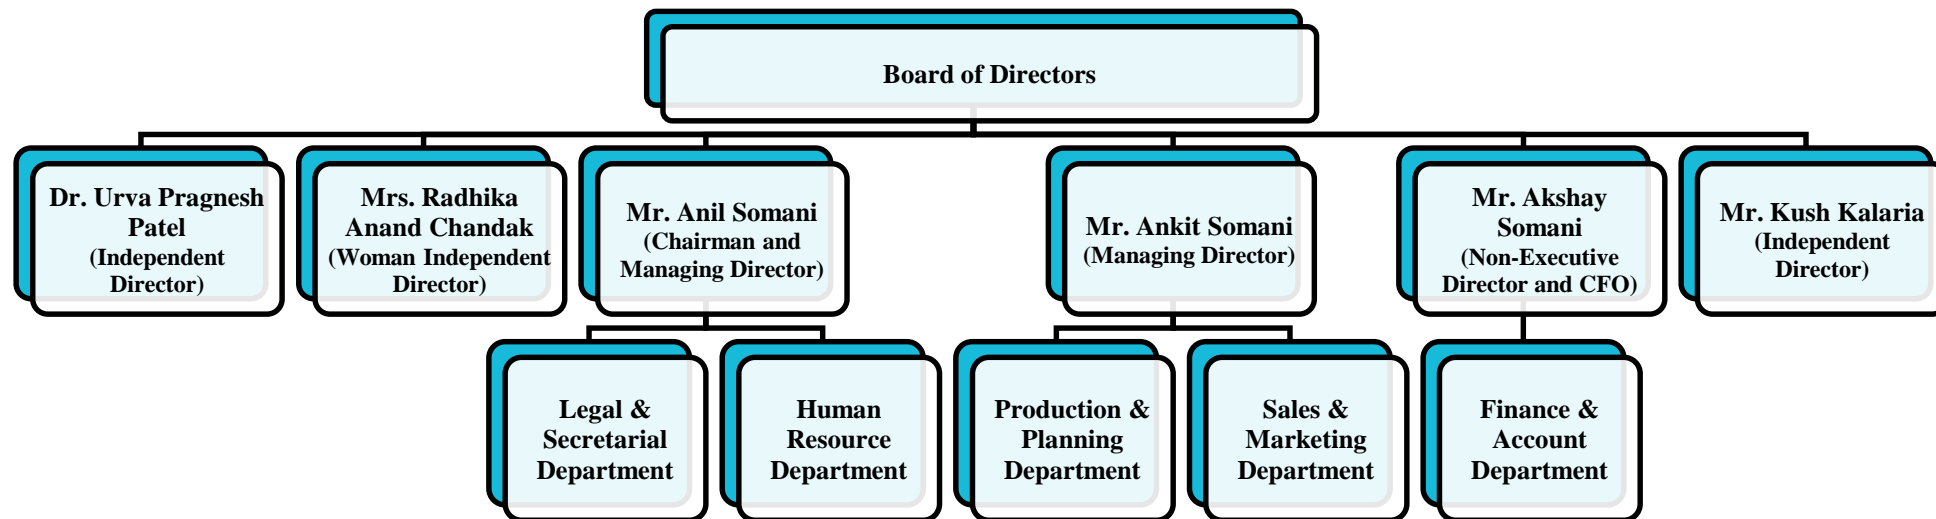 Board of Directors
Dr. Urva Pragnesh
Patel
(Independent
Director)
Mrs. Radhika
Anand Chandak
(Woman Independent
Director)
Mr. Anil Somani
(Chairman and
Managing Director)
Mr. Ankit Somani
(Managing Director)
Mr. Akshay
Somani
(Non-Executive
Director and CFO)
Mr. Kush Kalaria
(Independent
Director)
Legal &
Secretarial
Department
Human
Resource
Department
Production &
Planning
Department
Sales &
Marketing
Department
Finance &
Account
Department